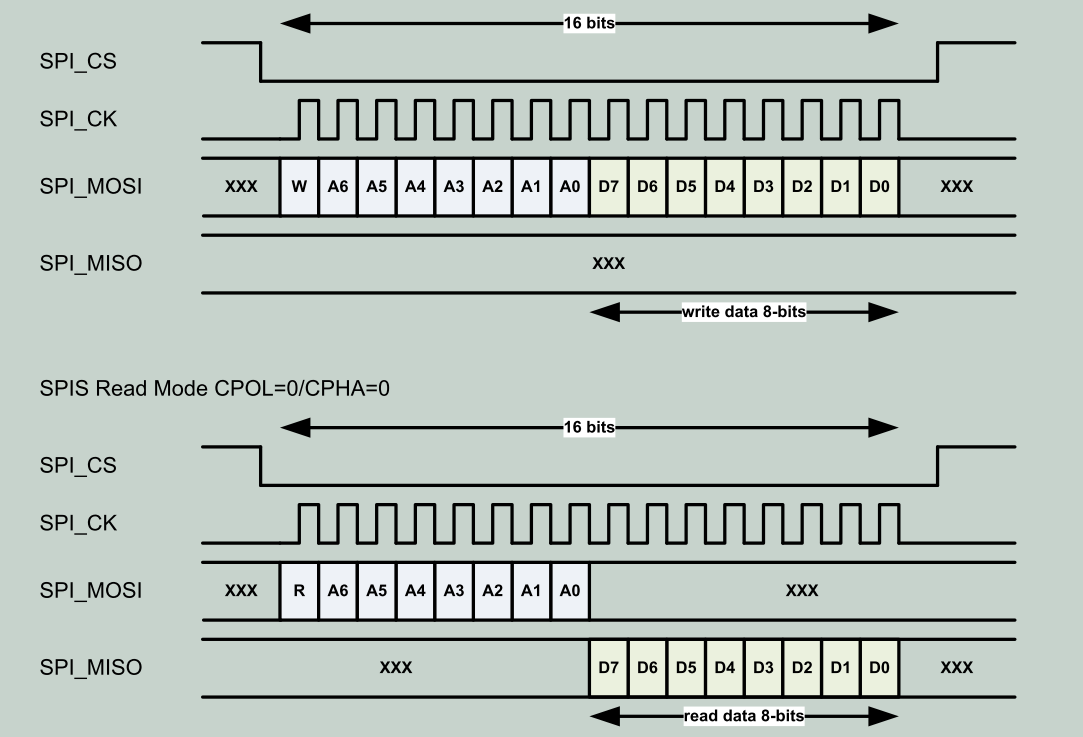 16 bits
SPI_CS
SPI_CK
SPI_MOSI XXX W A6 A5 A4 A3 A2 A1 A0 D7 D6 D5 D4 D3 D2 D1 D0 XXX
SPI_MISO XXX
write data 8-bits
SPIS Read Mode CPOL=0/CPHA=0
16 bits
SPI_CS
SPI_CK
SPI_MOSI XXX R A6 A5 A4 A3 A2 A1 A0 XXX
SPI_MISO XXX D7 D6 D5 D4 D3 D2 D1 D0 XXX
read data 8-bits